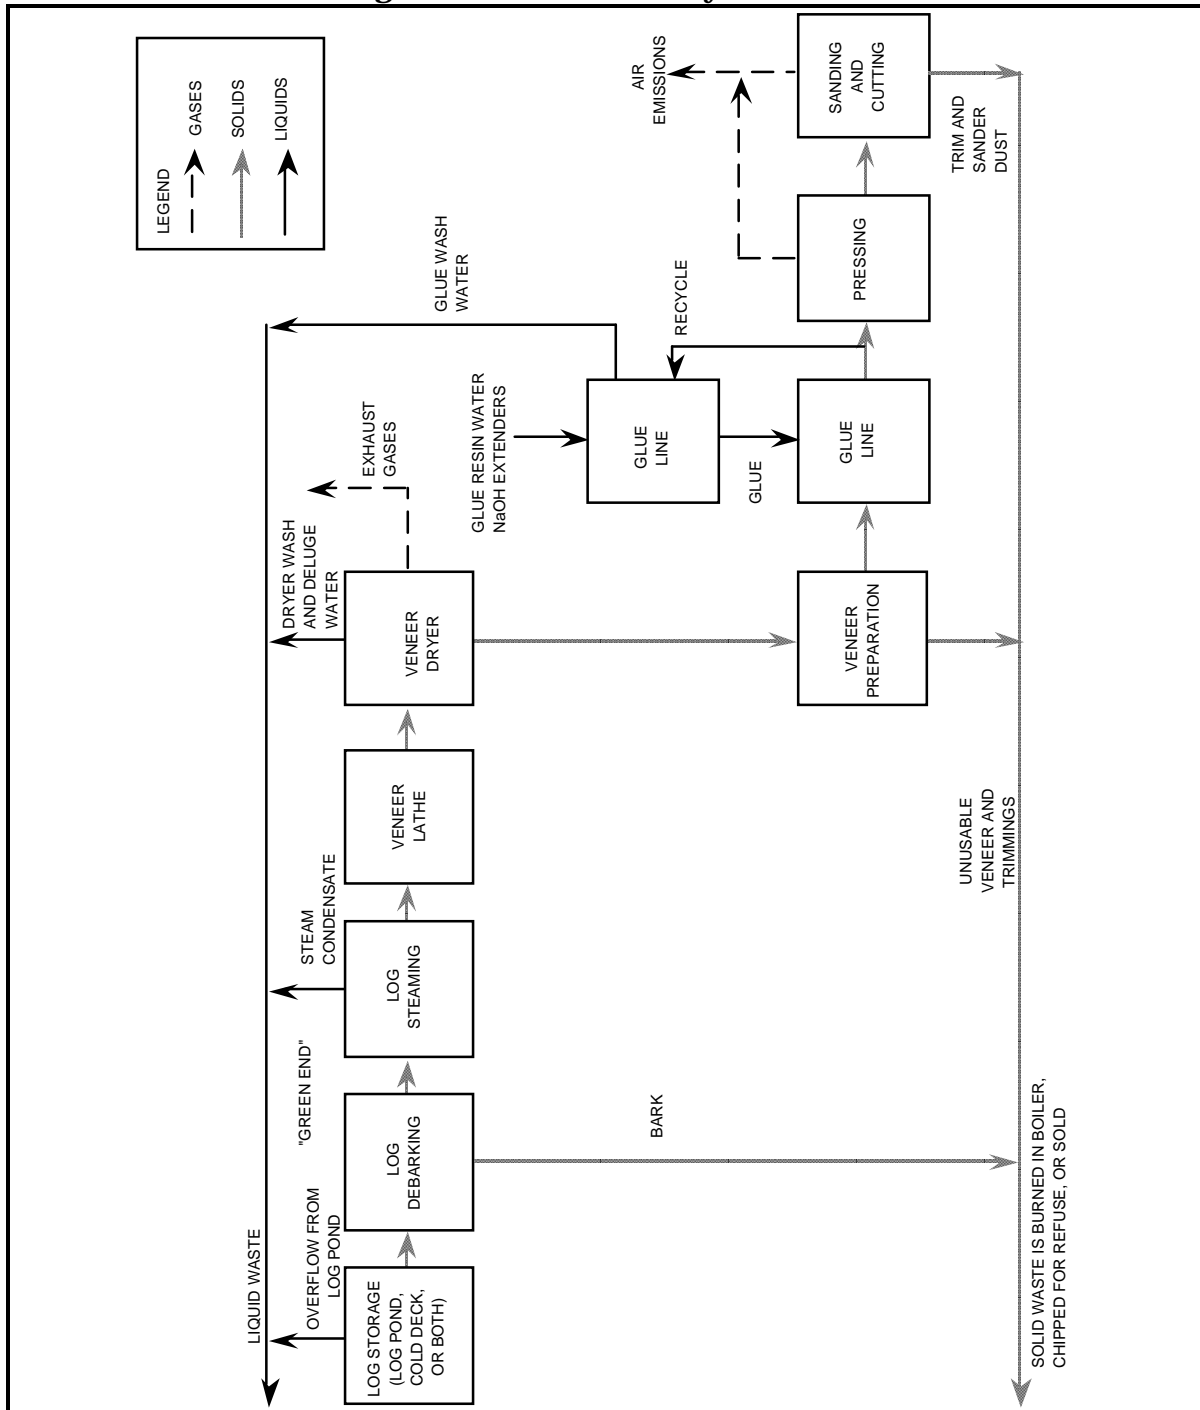 LEGEND
GASES
SOLIDS
LIQUIDS
LIQUID WASTE
OVERFLOW FROM
LOG POND
"GREEN END"
STEAM
CONDENSATE
DRYER WASH
AND DELUGE
WATER
EXHAUST
GASES
GLUE WASH
WATER
LOG STORAGE
(LOG POND,
COLD DECK,
OR BOTH)
LOG
DEBARKING
LOG
STEAMING
VENEER
LATHE
VENEER
DRYER
GLUE RESIN WATER
NaOH EXTENDERS
GLUE
LINE
RECYCLE
AIR
EMISSIONS
BARK
GLUE
VENEER
PREPARATION
GLUE
LINE
PRESSING
SANDING
AND
CUTTING
UNUSABLE
VENEER AND
TRIMMINGS
TRIM AND
SANDER
DUST
SOLID WASTE IS BURNED IN BOILER,
CHIPPED FOR REFUSE, OR SOLD